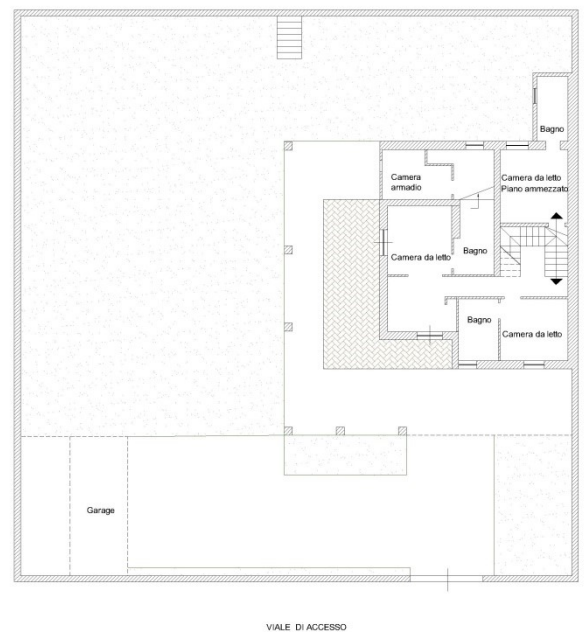 Bagno
Camera
armadio
Camera da letto
Piano ammezzato
Camera da letto
Bagno
Bagno
Camera da letto
Garage
VIALE DI ACCESSO